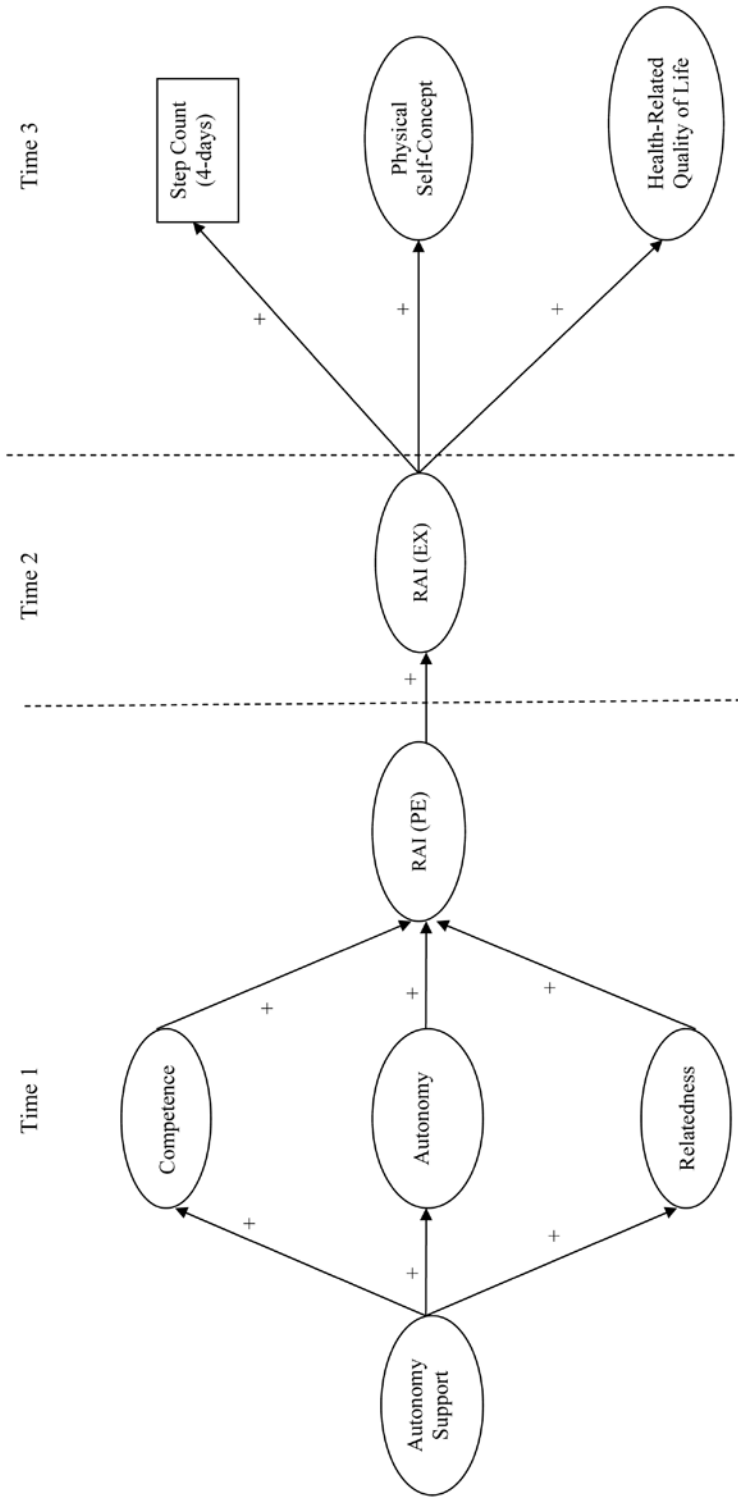 Time 1
Time 2
Time 3
Autonomy
Support
+
+
+
Competence
Autonomy
Relatedness
+
+
+
RAI (PE)
+
RAI (EX)
+
+
+
Step Count
(4-days)
Physical
Self-Concept
Health-Related
Quality of Life